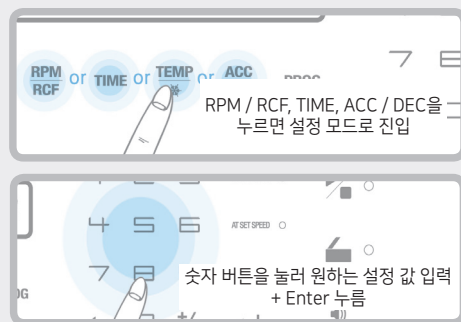 RPM
RCF
or
TIME
or
TEMP
or
ACC
7
RPM / RCF, TIME, ACC / DEC을
누르면 설정 모드로 진입
4 5 6
AT SET SPEED
7 8
숫자 버튼을 눌러 원하는 설정 값 입력
+ Enter 누름